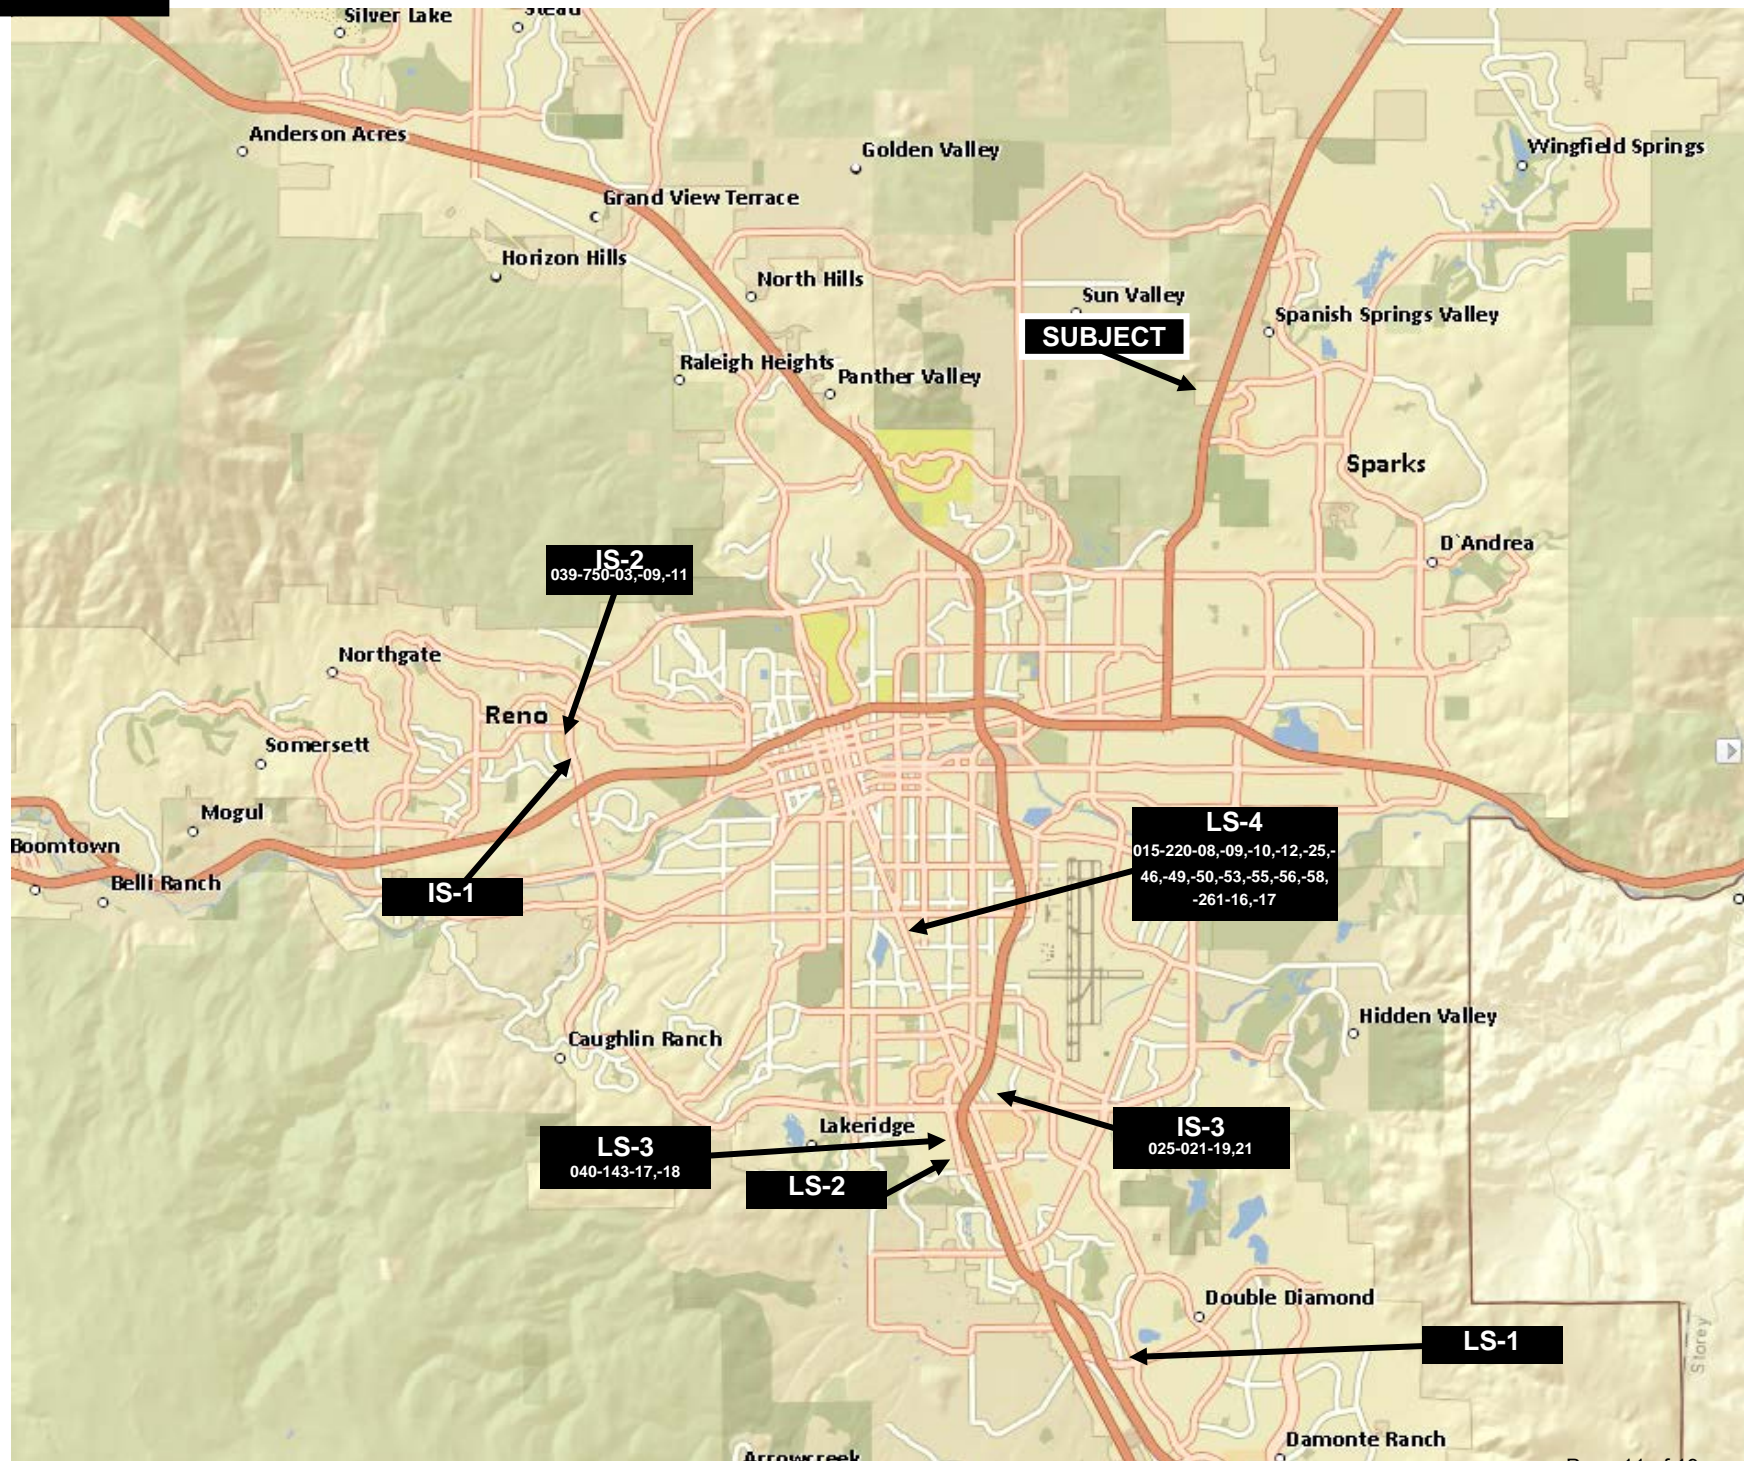 Silver Lake
Stead
Anderson Acres
Golden Valley
Wingfield Springs
Grand View Terrace
Horizon Hills
North Hills
Sun Valley
Spanish Springs Valley
SUBJECT
Raleigh Heights
Panther Valley
Sparks
D'Andrea
IS-2
039-750-03,-09,-11
Northgate
Reno
Somersett
Mogul
LS-4
015-220-08,-09,-10,-12,-25,-
46,-49,-50,-53,-55,-56,-58,
-261-16,-17
Boomtown
Belli Ranch
IS-1
Hidden Valley
Caughlin Ranch
Lakeridge
IS-3
025-021-19,21
LS-3
040-143-17,-18
LS-2
Double Diamond
LS-1
Storey
Damonte Ranch
Arrowcreek